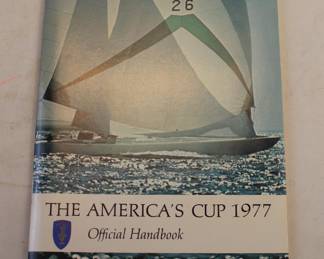 26
THE AMERICA'S CUP 1977
Official Handbook